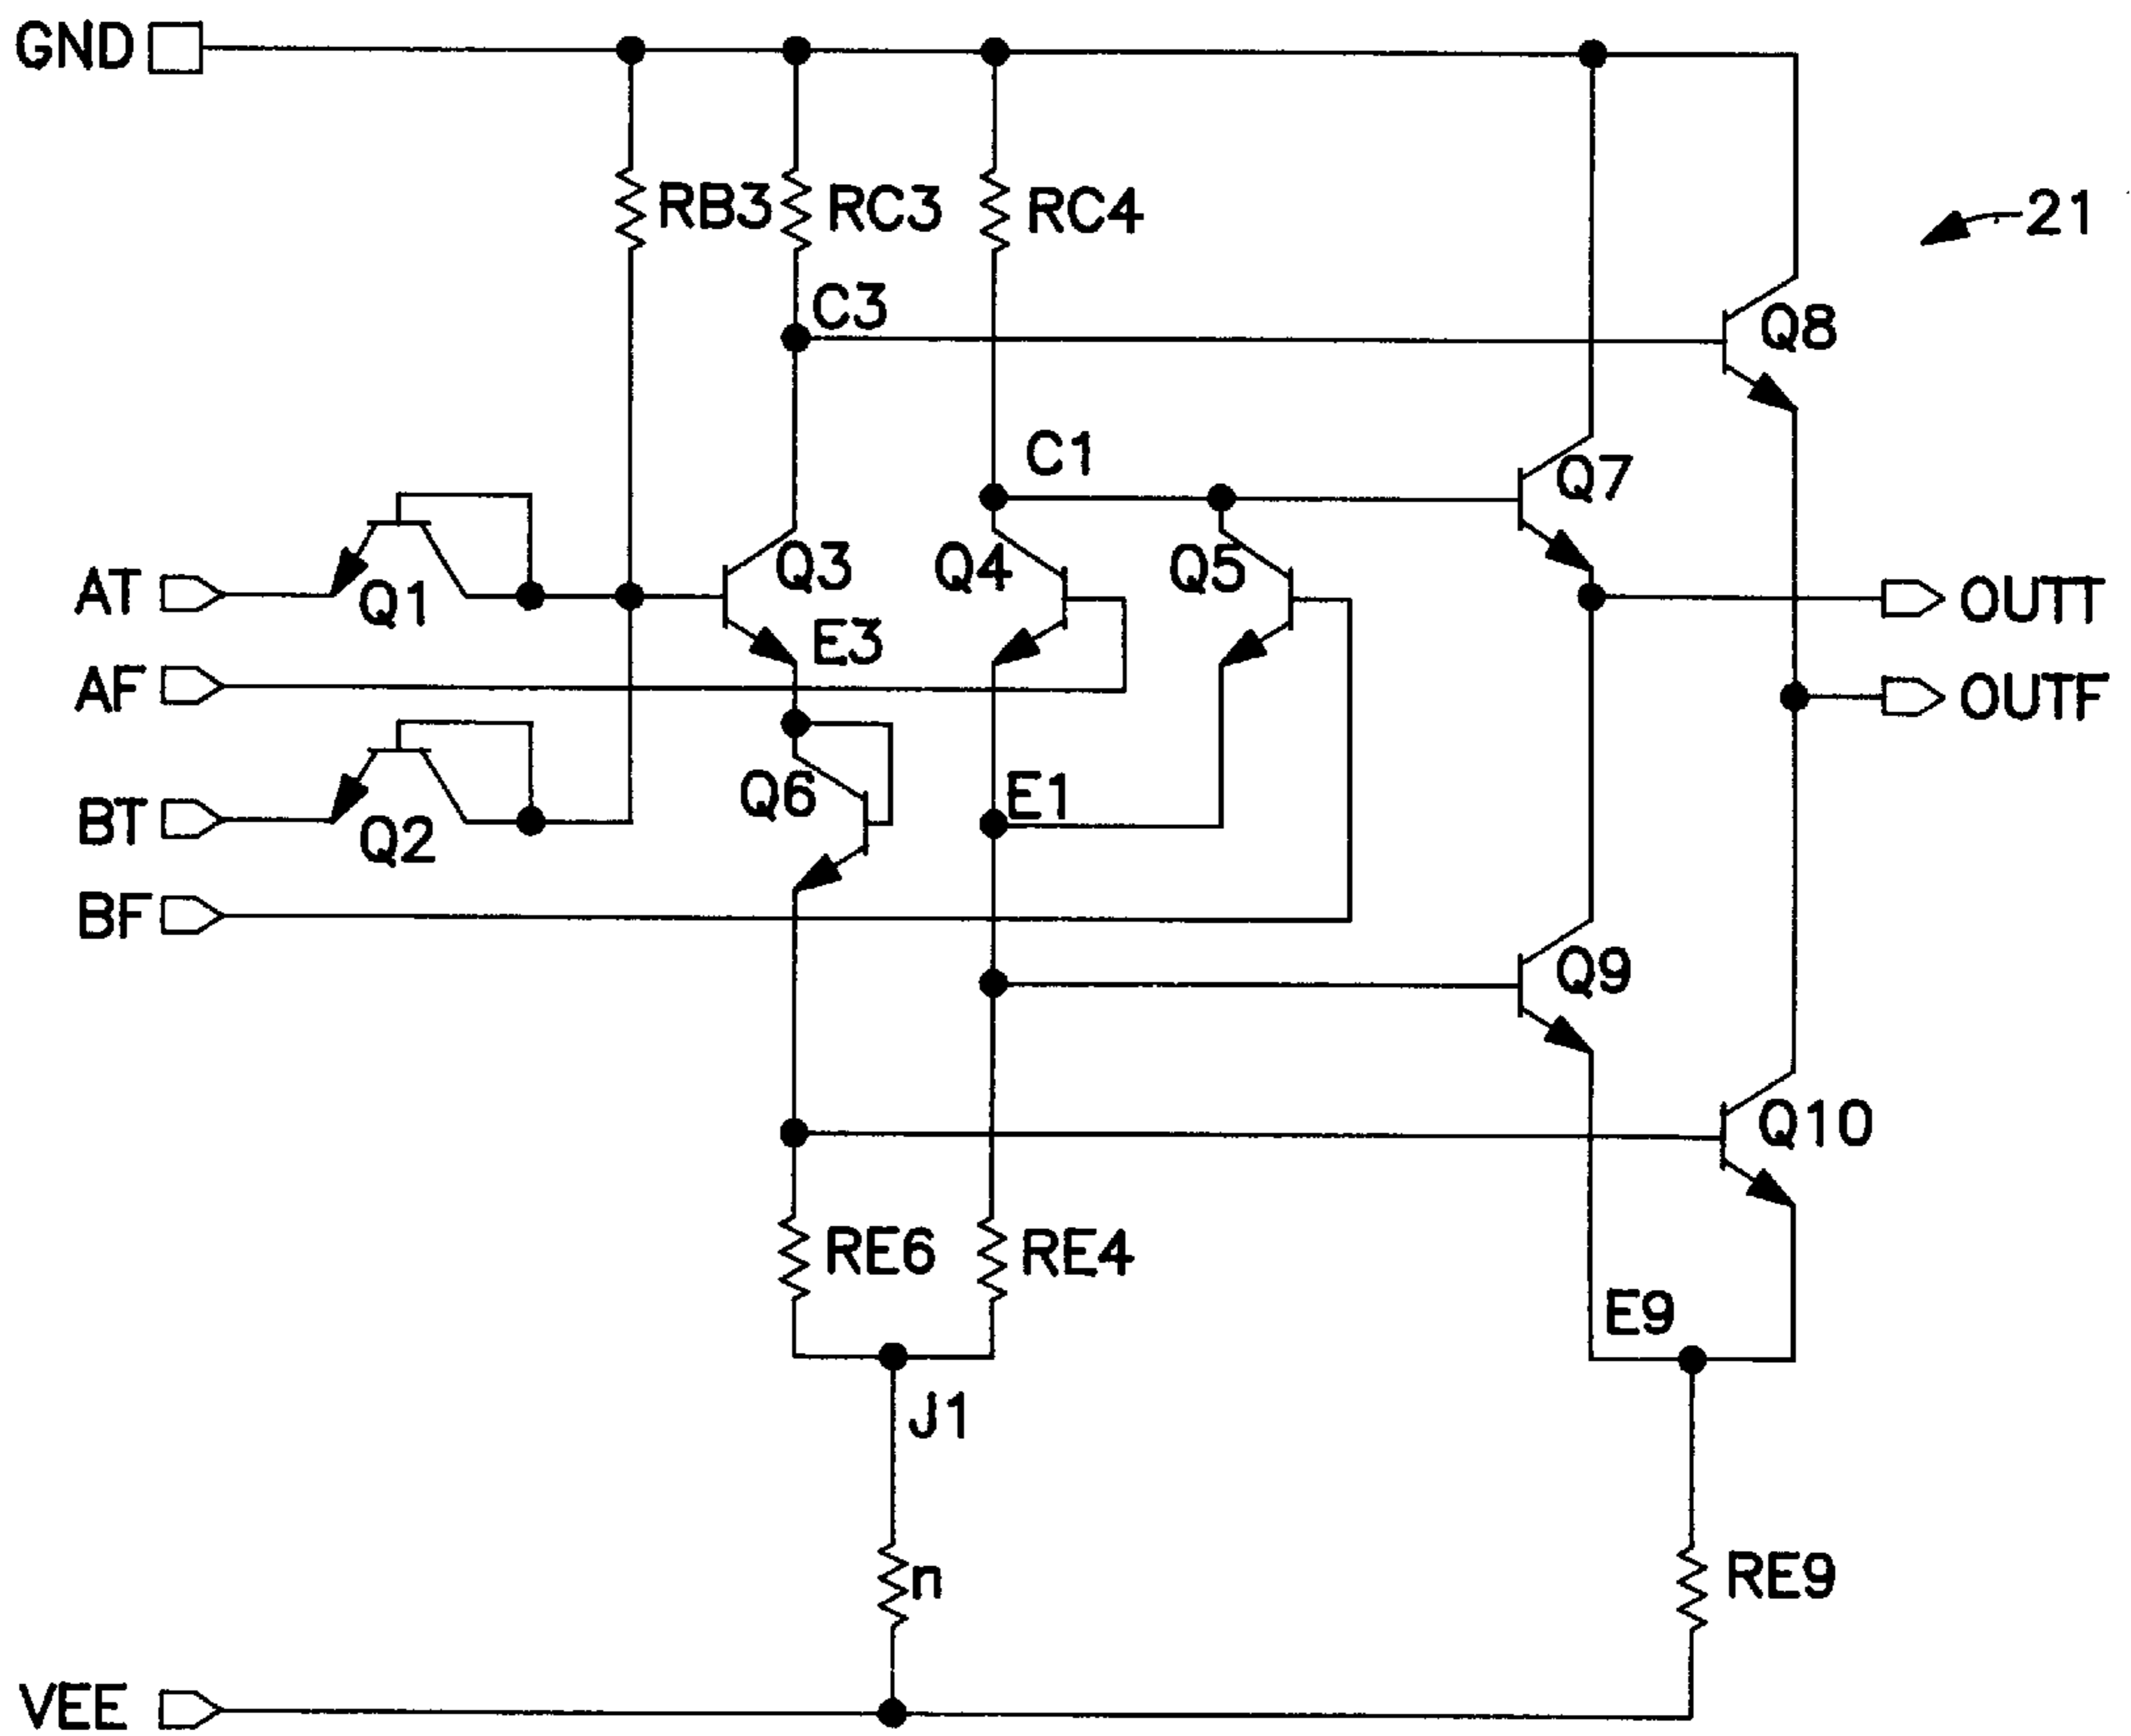 GND
RB3 RC3 RC4
21
C3
Q8
C1
Q7
Q3 Q4 Q5
AT Q1
OUTT
E3
AF
OUTF
Q6 E1
BT Q2
BF
Q9
Q10
RE6 RE4
E9
J1
n
RE9
VEE